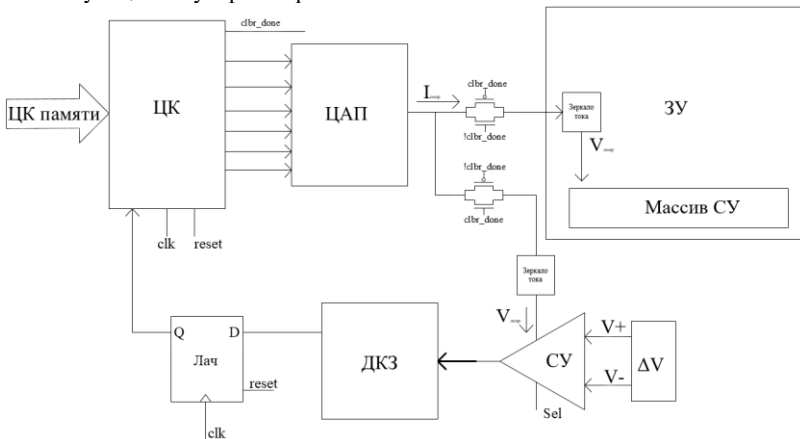 clbr_done
ЦК памяти
ЦК
ЦАП
clk
reset
I
clbr_done
!clbr_done
!clbr_done
clbr_done
Зеркало
тока
V
ЗУ
Массив СУ
Зеркало
тока
V
СУ
Sel
V+
V-
ΔV
ДКЗ
Q
D
Лач
reset
clk